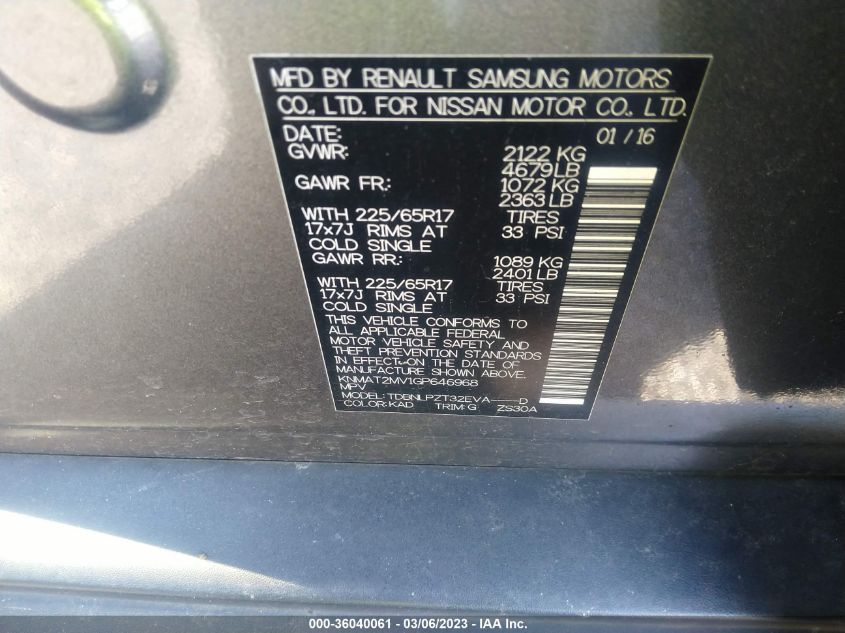 MFD BY RENAULT SAMSUNG MOTORS
CO., LTD. FOR NISSAN MOTOR CO., LTD.
DATE: 01 / 16
GVWR: 2122 KG
4679LB
GAWR FR.: 1072 KG
2363 LB
WITH 225/65R17 TIRES
17x7J RIMS AT 33 PSI
COLD SINGLE
GAWR RR.: 1089 KG
2401 LB
WITH 225/65R17 TIRES
17x7J RIMS AT 33 PSI
COLD SINGLE
THIS VEHICLE CONFORMS TO
ALL APPLICABLE FEDERAL
MOTOR VEHICLE SAFETY AND
THEFT PREVENTION STANDARDS
IN EFFECT ON THE DATE OF
MANUFACTURE SHOWN ABOVE.
KNMAT2MV1GP646968
MPV
MODEL: TDBNLPZT32EVA-----D
COLOR:KAD TRIM:G ZS30A
000-36040061 - 03/06/2023 - IAA Inc.